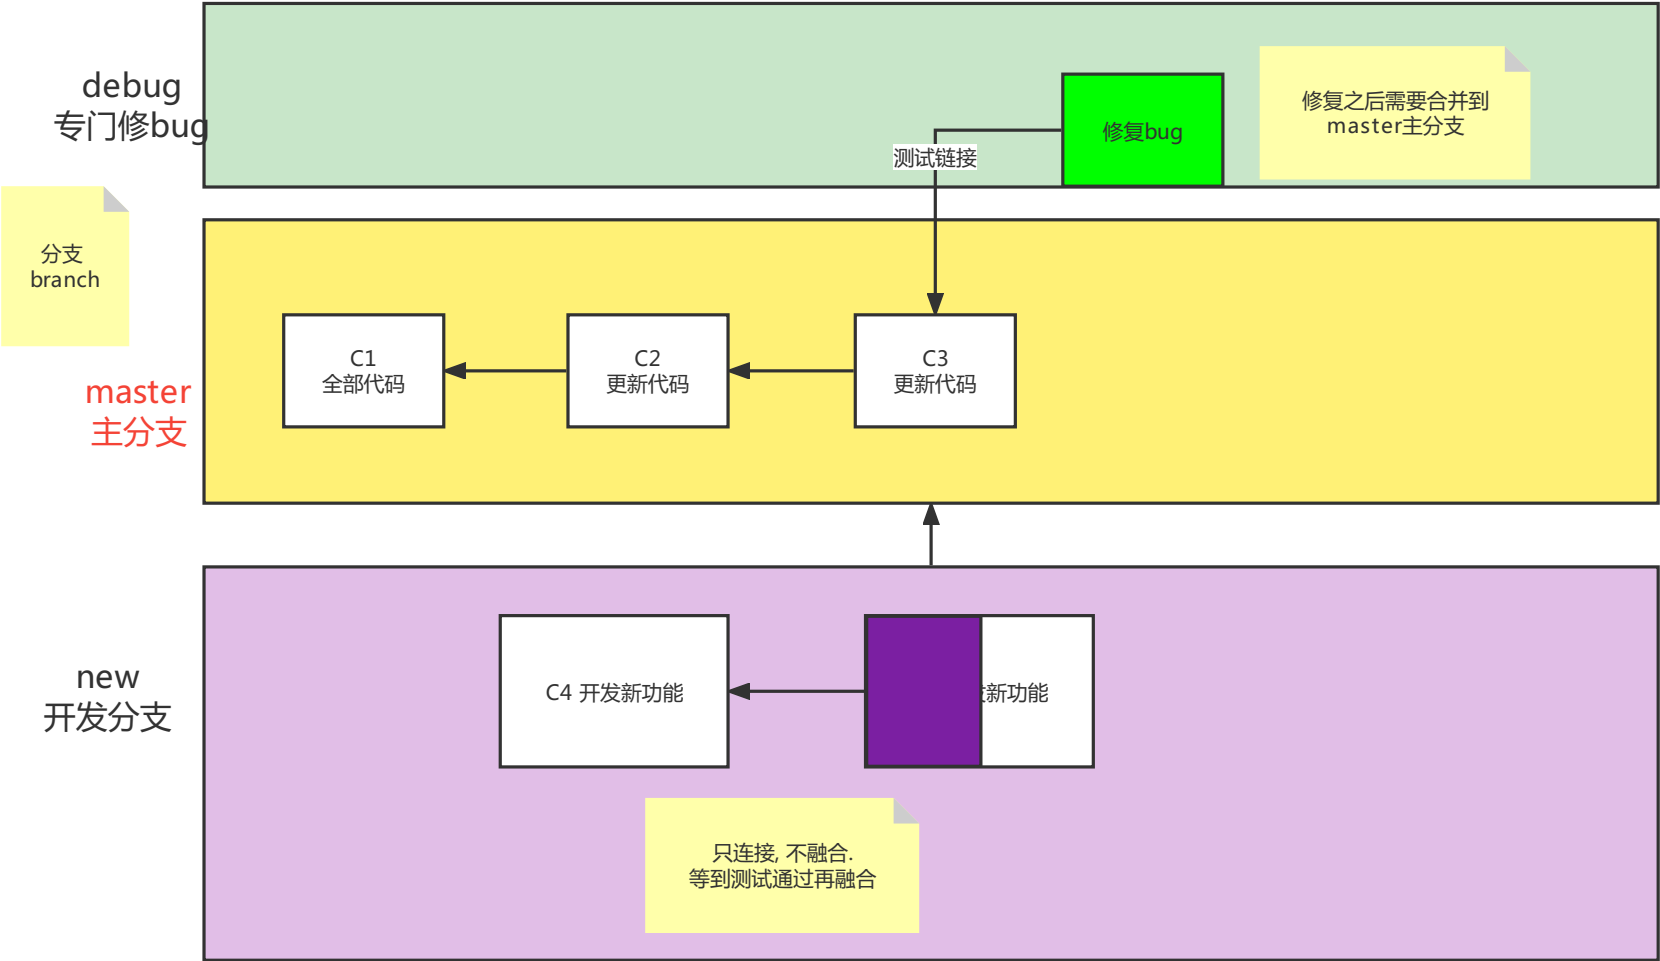 debug
专门修bug
修复bug
修复之后需要合并到
master主分支
测试链接
分支
branch
C1
全部代码
C2
更新代码
C3
更新代码
master
主分支
new
开发分支
C4 开发新功能
新功能
只连接, 不融合.
等到测试通过再融合